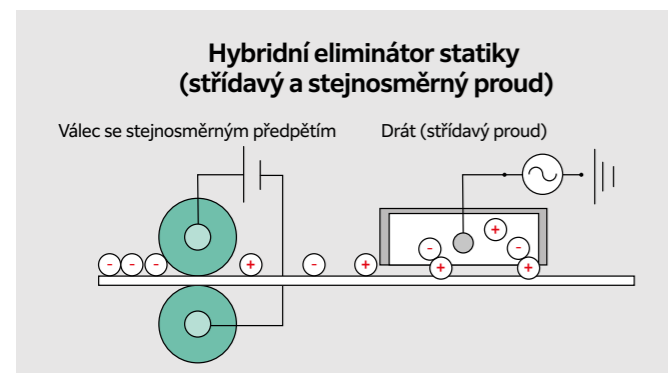 Hybridní eliminátor statiky
(střídavý a stejnosměrný proud)
Válec se stejnosměrným předpětím
Drát (střídavý proud)
- - - + - + - + - + +